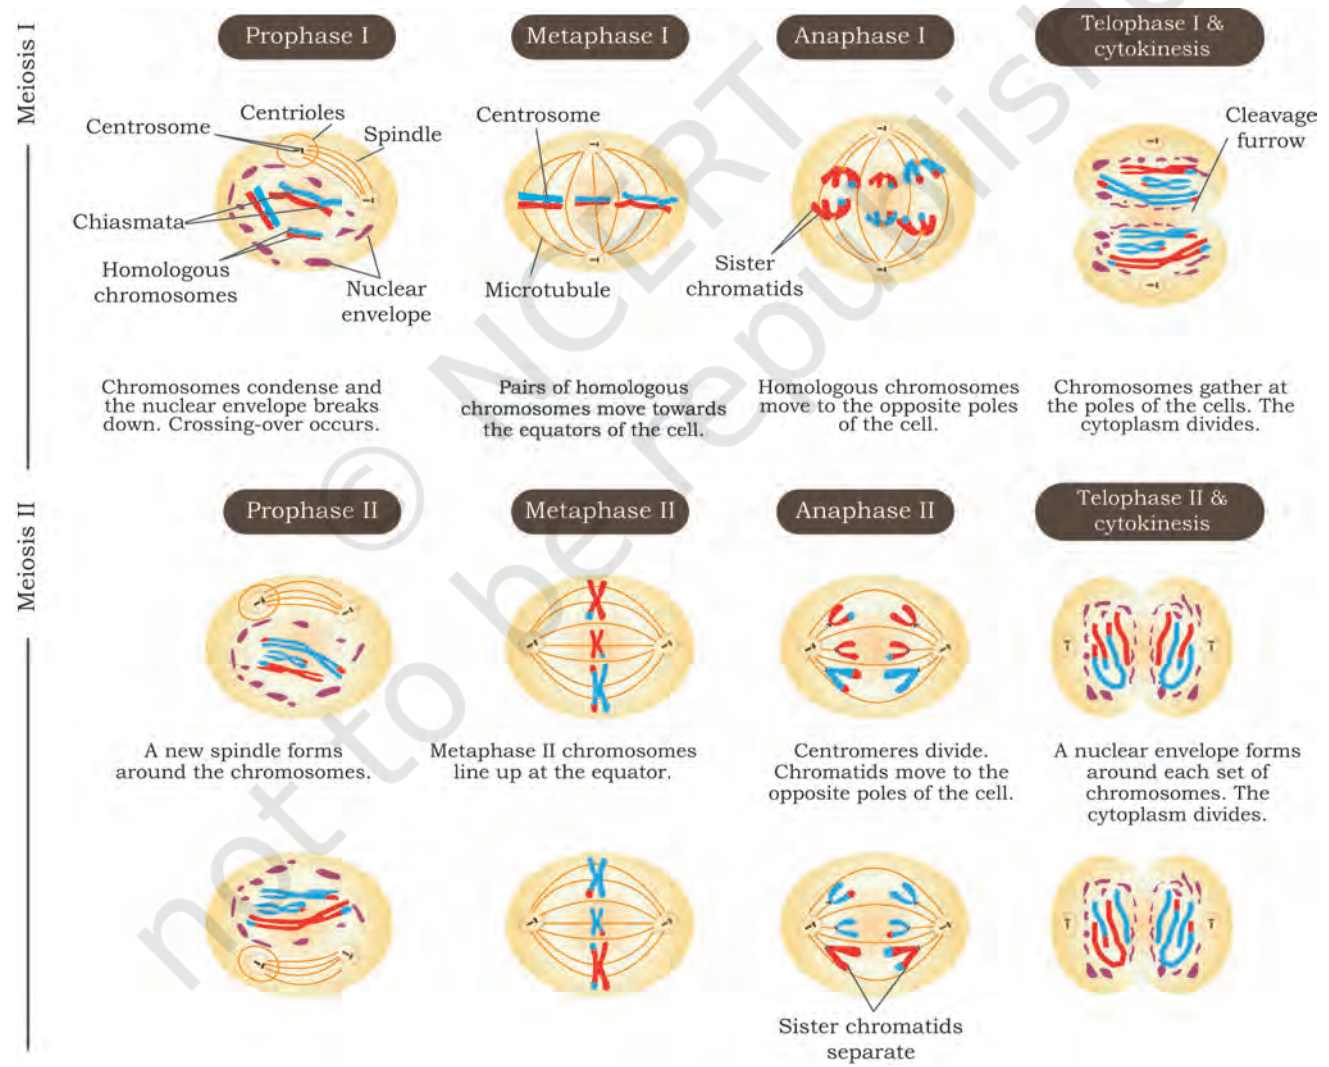 Meiosis I
Prophase I
Metaphase I
Anaphase I
Telophase I &
cytokinesis
Centrioles
Centrosome
Spindle
Chiasmata
Homologous
chromosomes
Nuclear
envelope
Centrosome
Microtubule
Sister
chromatids
Cleavage
furrow
Chromosomes condense and
the nuclear envelope breaks
down. Crossing-over occurs.
Pairs of homologous
chromosomes move towards
the equators of the cell.
Homologous chromosomes
move to the opposite poles
of the cell.
Chromosomes gather at
the poles of the cells. The
cytoplasm divides.
Meiosis II
Prophase II
Metaphase II
Anaphase II
Telophase II &
cytokinesis
A new spindle forms
around the chromosomes.
Metaphase II chromosomes
line up at the equator.
Centromeres divide.
Chromatids move to the
opposite poles of the cell.
A nuclear envelope forms
around each set of
chromosomes. The
cytoplasm divides.
Sister chromatids
separate
© NCERT
not to be republished